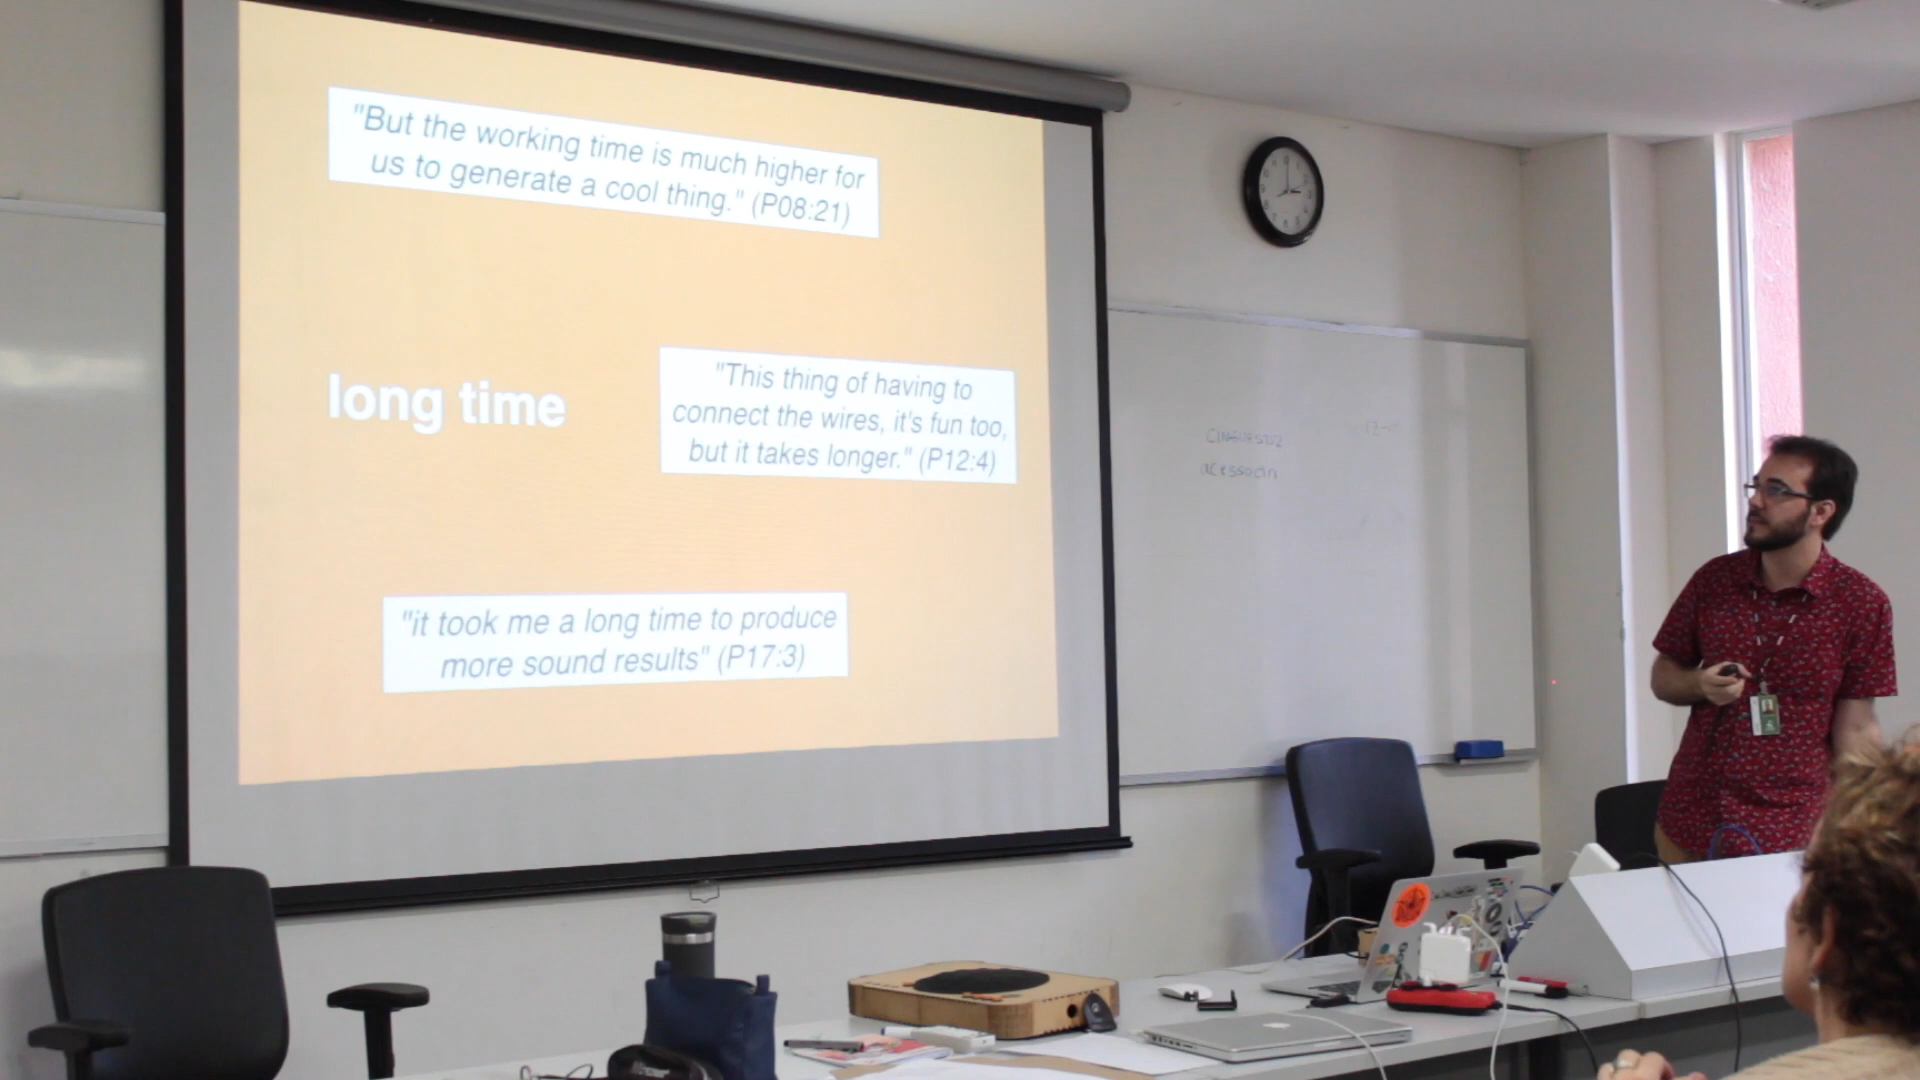 "But the working time is much higher for
us to generate a cool thing." (P08:21)
long time
"This thing of having to
connect the wires, it's fun too,
but it takes longer." (P12:4)
"it took me a long time to produce
more sound results" (P17:3)
acessocin